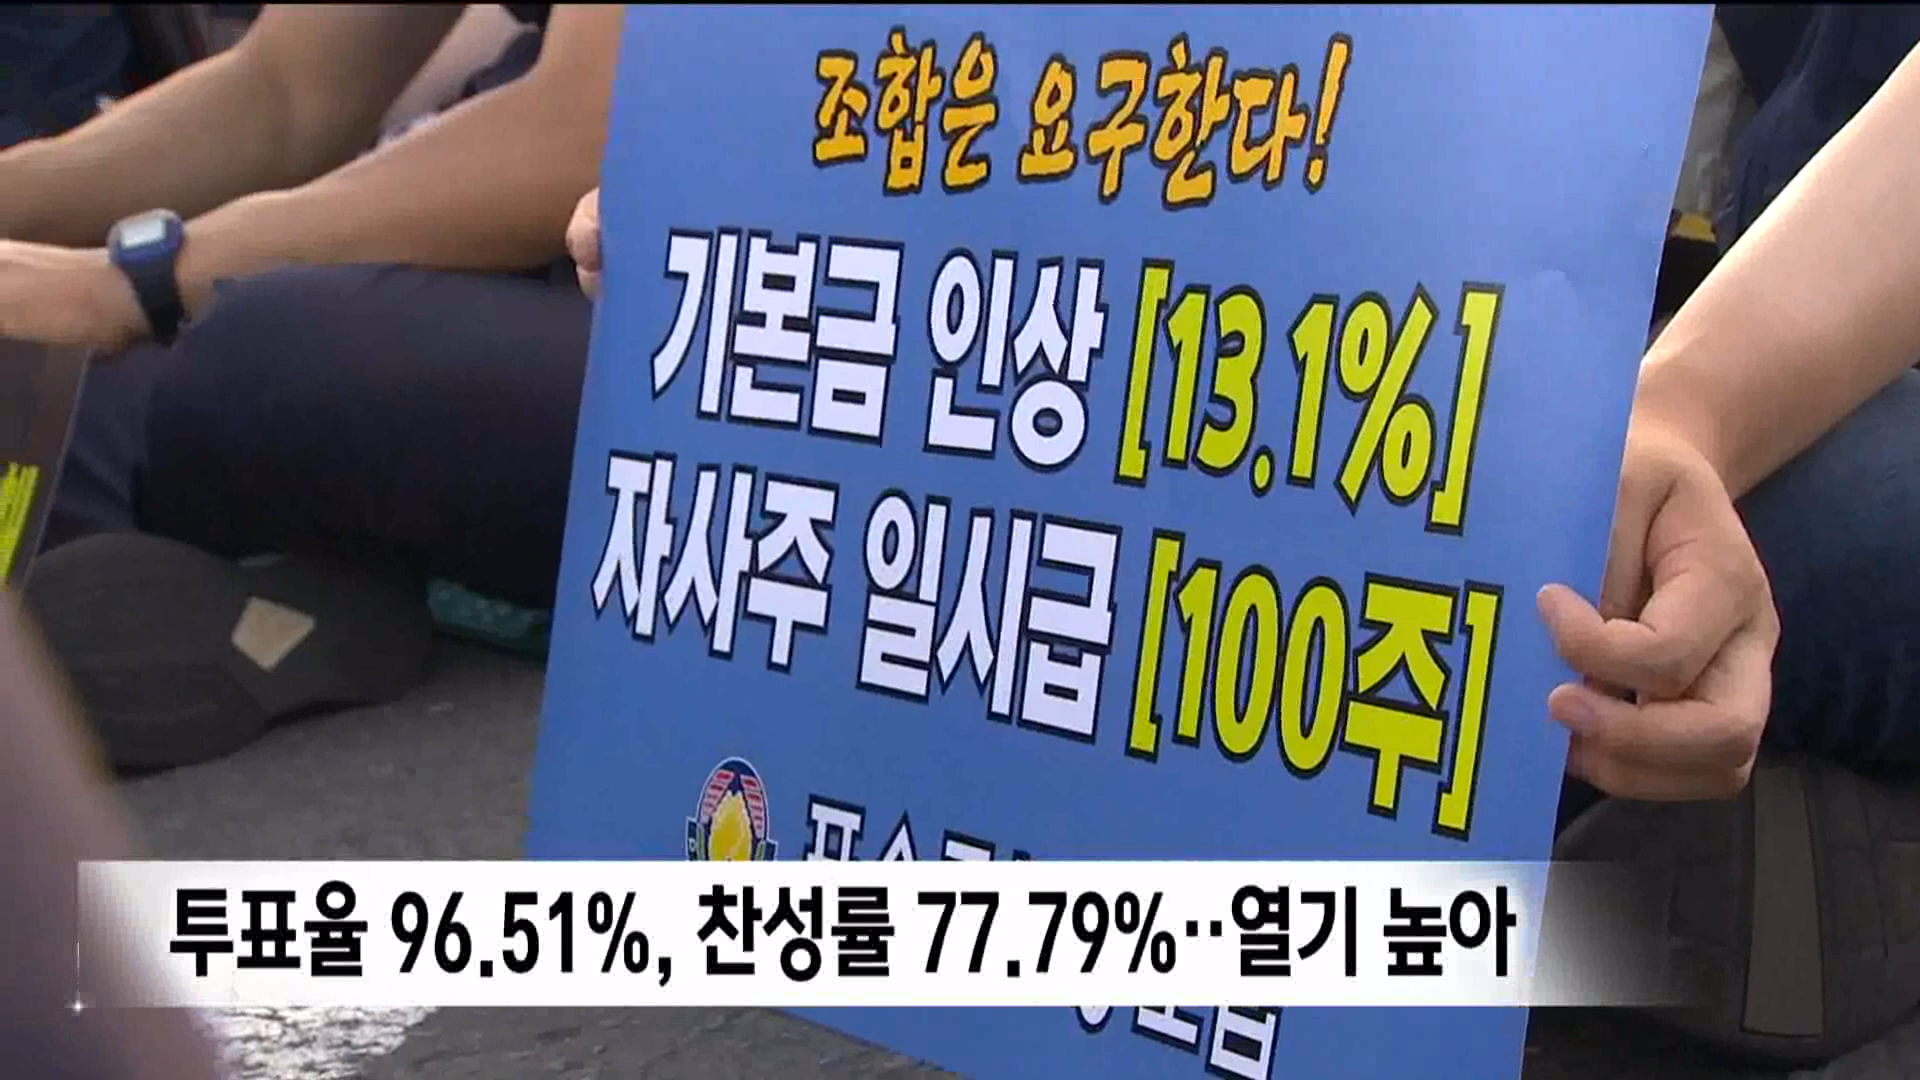 조합은 요구한다!
기본금 인상 [13.1%]
자사주 일시급 [100주]
투표율 96.51%, 찬성률 77.79%··열기 높아